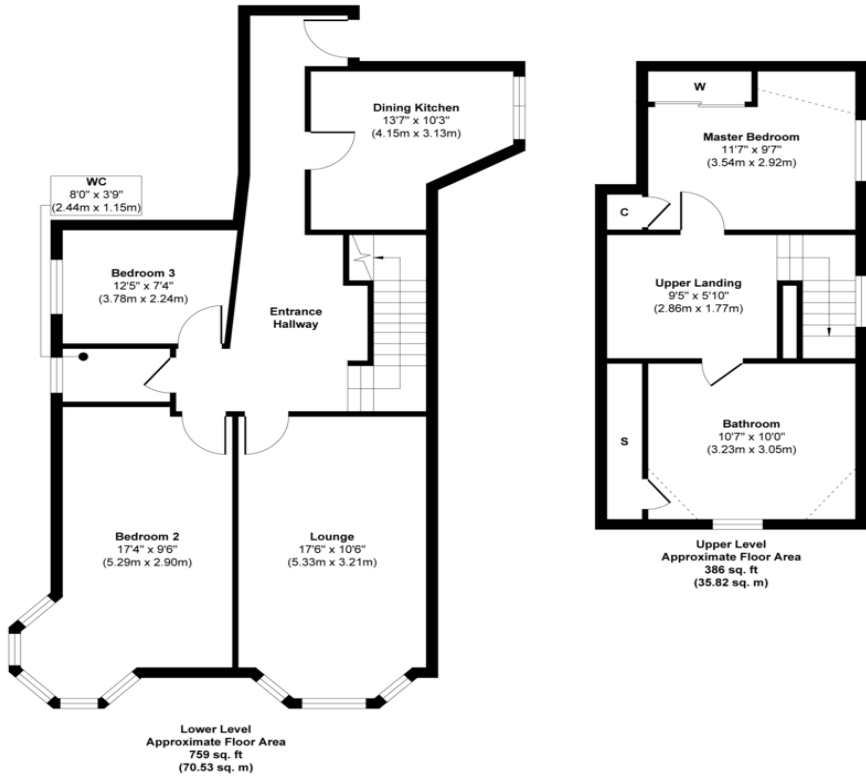 Dining Kitchen
13'7" x 10'3"
(4.15m x 3.13m)
WC
8'0" x 3'9"
(2.44m x 1.15m)
Bedroom 3
12'5" x 7'4"
(3.78m x 2.24m)
Entrance
Hallway
Bedroom 2
17'4" x 9'6"
(5.29m x 2.90m)
Lounge
17'6" x 10'6"
(5.33m x 3.21m)
Lower Level
Approximate Floor Area
759 sq. ft
(70.53 sq. m)
W
Master Bedroom
11'7" x 9'7"
(3.54m x 2.92m)
C
Upper Landing
9'5" x 5'10"
(2.86m x 1.77m)
Bathroom
10'7" x 10'0"
(3.23m x 3.05m)
S
Upper Level
Approximate Floor Area
386 sq. ft
(35.82 sq. m)